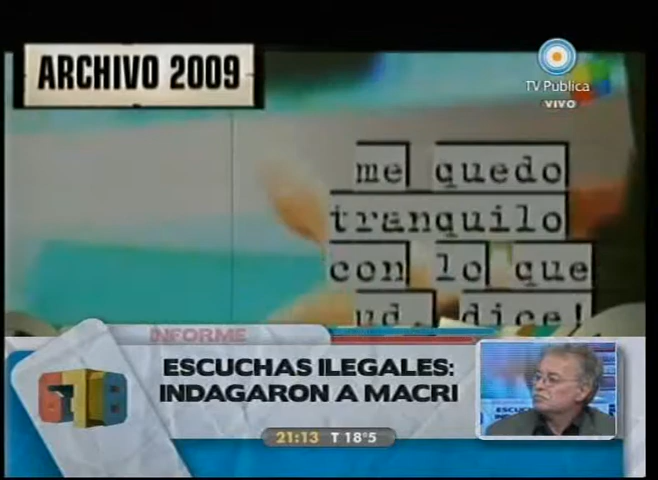 ARCHIVO 2009
TV Pública
VIVO
me quedo
tranquilo
con lo que
ud. dice!
INFORME
678
ESCUCHAS ILEGALES:
INDAGARON A MACRI
21:13 T 18°5